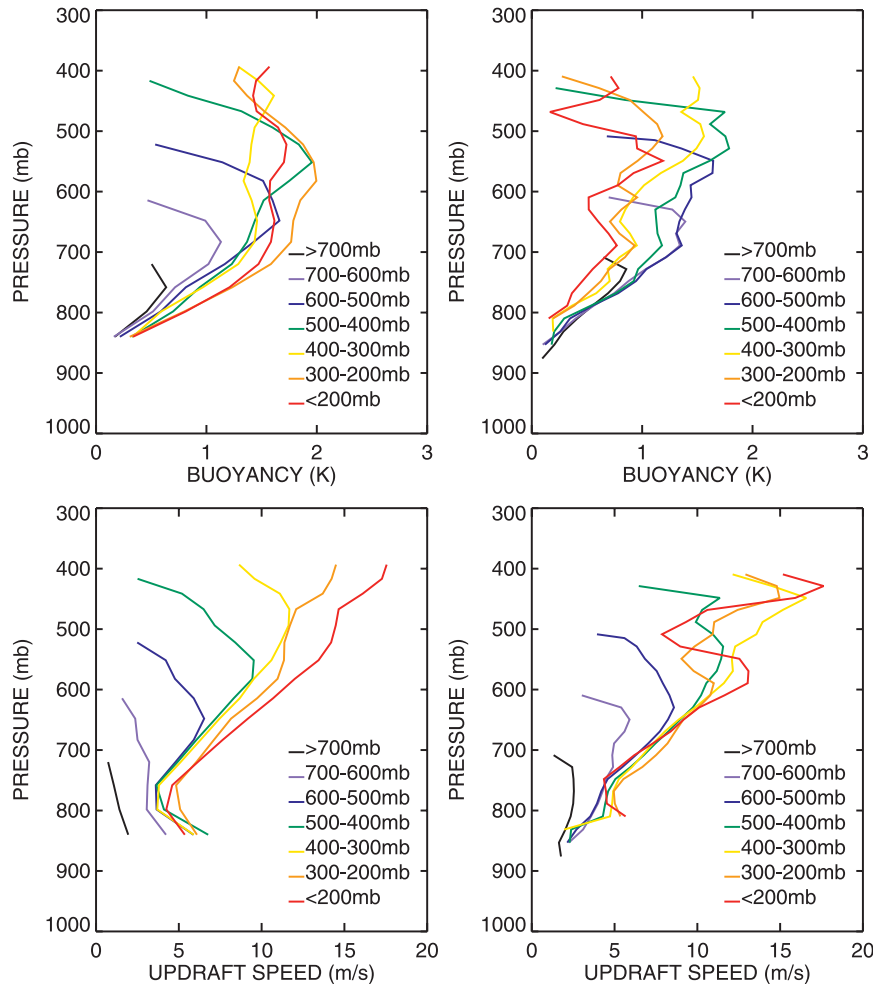 300
400
500
600
700
800
900
1000
PRESSURE (mb)
>700mb
700-600mb
600-500mb
500-400mb
400-300mb
300-200mb
<200mb
0 1 2 3
BUOYANCY (K)
300
400
500
600
700
800
900
1000
PRESSURE (mb)
>700mb
700-600mb
600-500mb
500-400mb
400-300mb
300-200mb
<200mb
0 1 2 3
BUOYANCY (K)
300
400
500
600
700
800
900
1000
PRESSURE (mb)
>700mb
700-600mb
600-500mb
500-400mb
400-300mb
300-200mb
<200mb
0 5 10 15 20
UPDRAFT SPEED (m/s)
300
400
500
600
700
800
900
1000
PRESSURE (mb)
>700mb
700-600mb
600-500mb
500-400mb
400-300mb
300-200mb
<200mb
0 5 10 15 20
UPDRAFT SPEED (m/s)